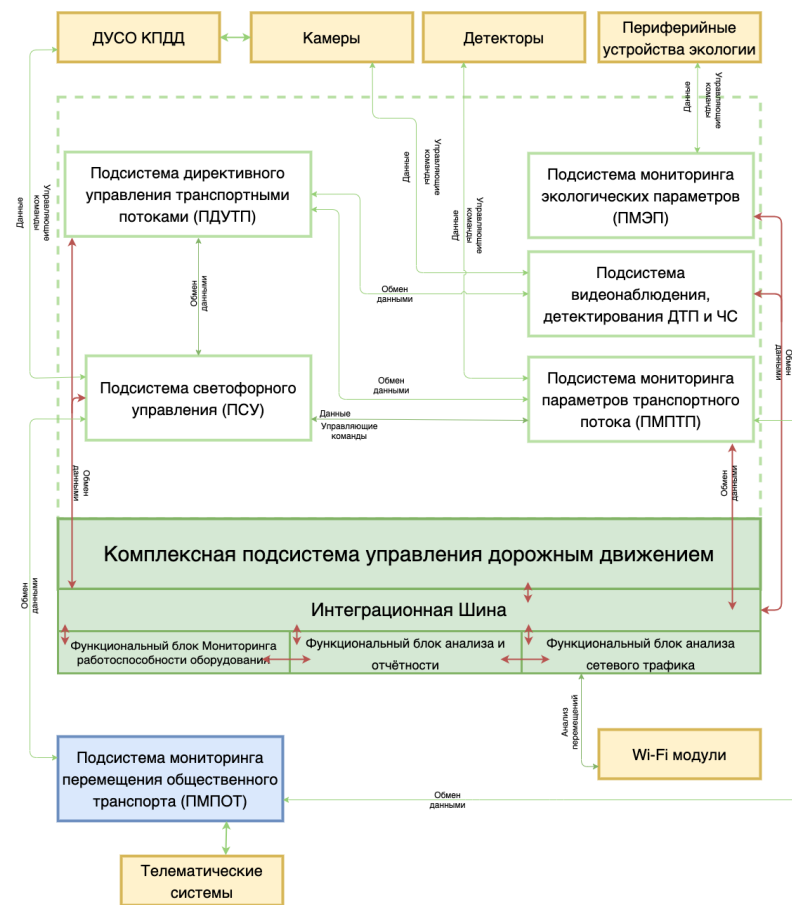 ДУСО КПДД
Камеры
Детекторы
Периферийные
устройства экологии
Данные
Управляющие
команды
Данные
Управляющие
команды
Данные
Управляющие
команды
Данные
Управляющие
команды
Подсистема директивного
управления транспортными
потоками (ПДУТП)
Подсистема мониторинга
экологических параметров
(ПМЭП)
Обмен
данными
Обмен
данными
Подсистема
видеонаблюдения,
детектирования ДТП и ЧС
Обмен
данными
Подсистема светофорного
управления (ПСУ)
Обмен
данными
Данные
Управляющие
команды
Подсистема мониторинга
параметров транспортного
потока (ПМПТП)
Обмен
данными
Обмен
данными
Комплексная подсистема управления дорожным движением
Интеграционная Шина
Функциональный блок Мониторинга
работоспособности оборудования
Функциональный блок анализа и
отчётности
Функциональный блок анализа
сетевого трафика
Обмен
данными
Анализ
перемещений
Wi-Fi модули
Подсистема мониторинга
перемещения общественного
транспорта (ПМПОТ)
Обмен
данными
Телематические
системы